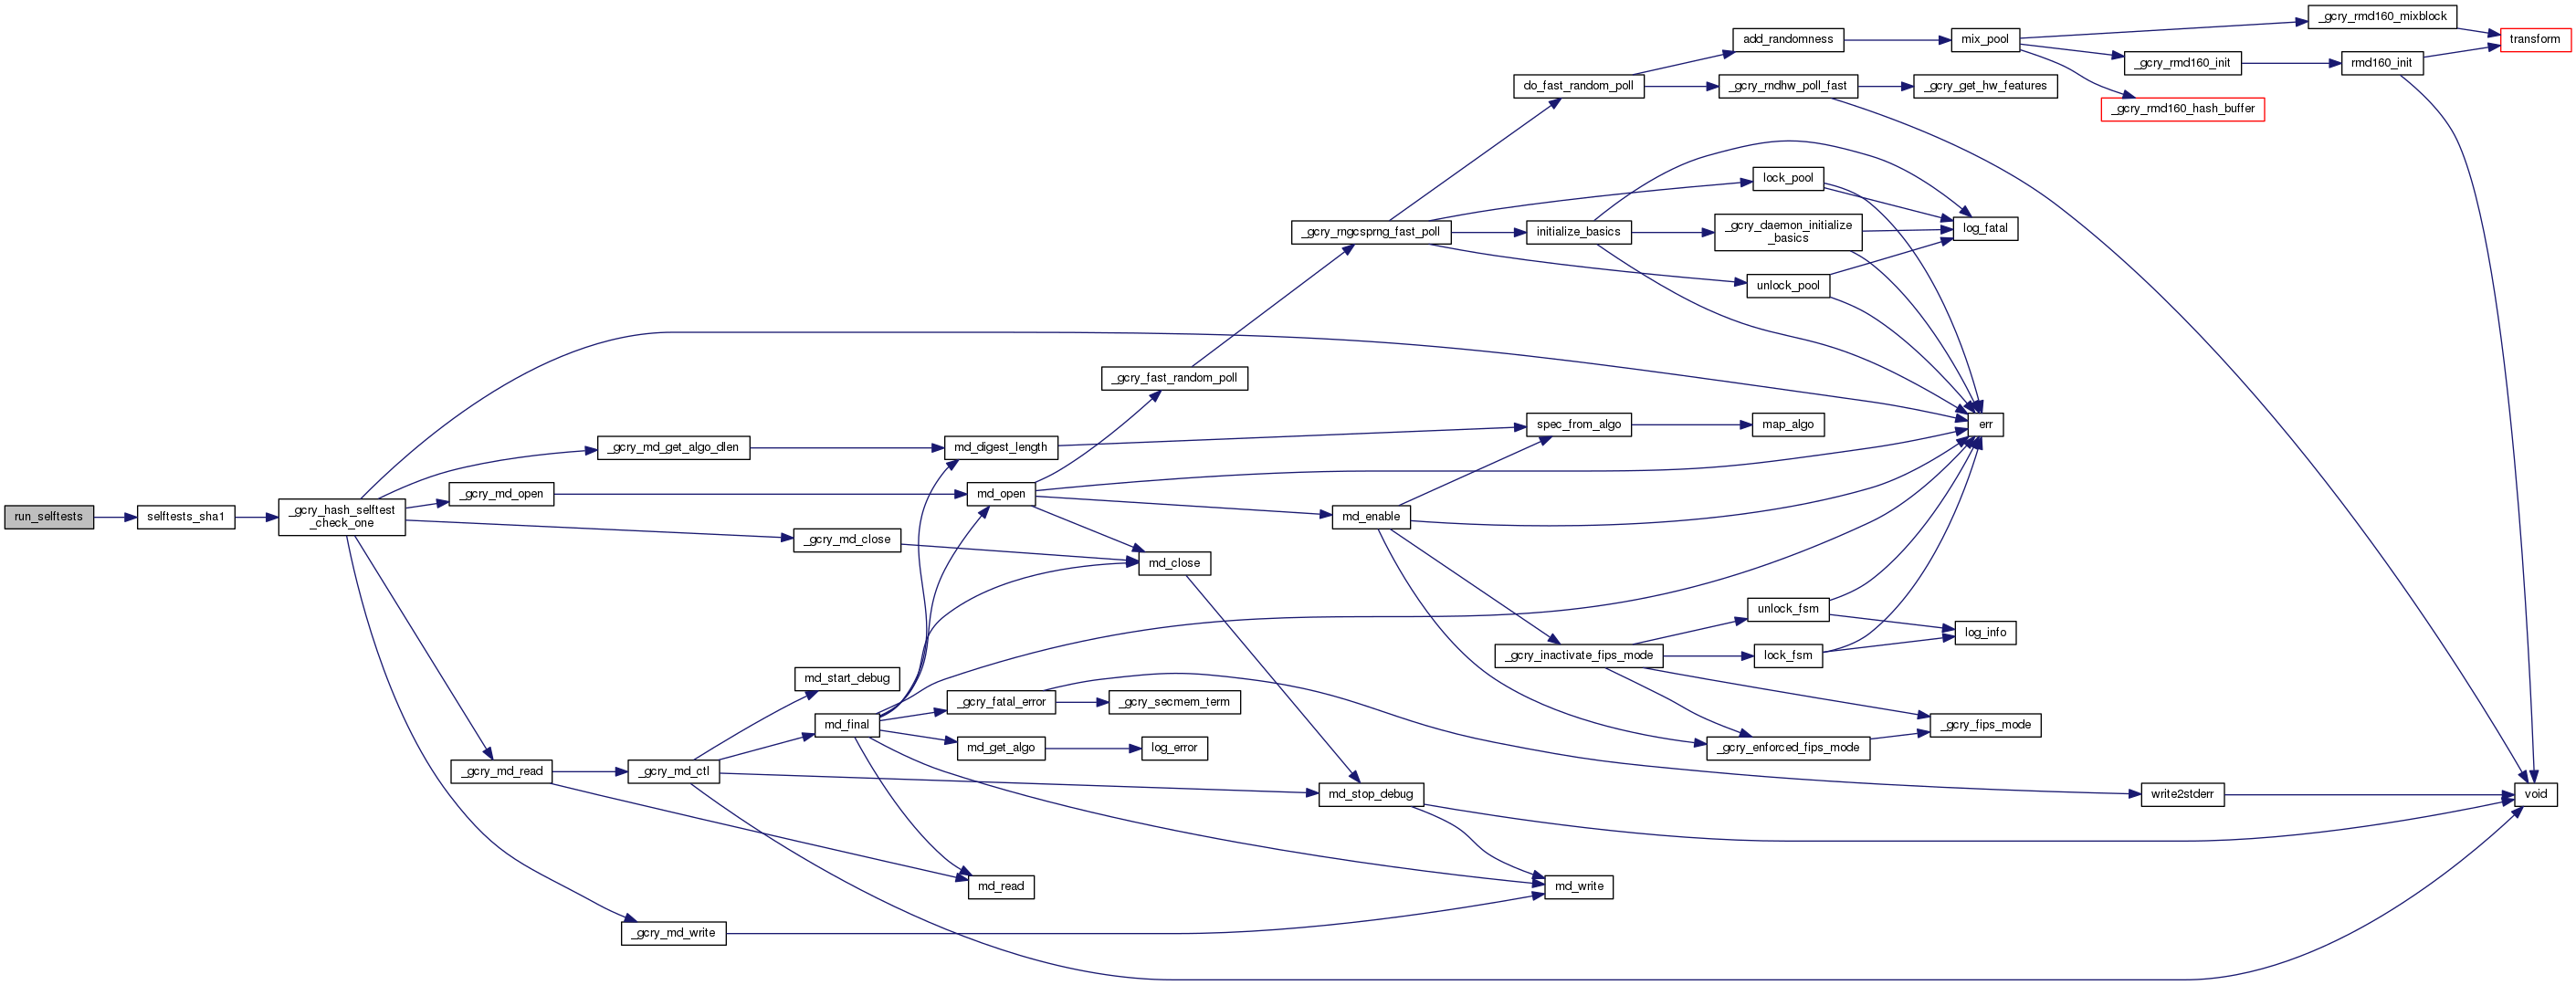 run_selftests
selftests_sha1
_gcry_hash_selftest
_check_one
_gcry_md_get_algo_dlen
_gcry_md_open
_gcry_md_close
_gcry_md_read
_gcry_md_write
_gcry_md_ctl
md_start_debug
md_final
md_digest_length
md_open
md_close
_gcry_fatal_error
_gcry_secmem_term
md_get_algo
log_error
md_read
_gcry_fast_random_poll
_gcry_rngcsprng_fast_poll
md_enable
md_stop_debug
do_fast_random_poll
initialize_basics
spec_from_algo
_gcry_inactivate_fips_mode
md_write
add_randomness
_gcry_rndhw_poll_fast
lock_pool
_gcry_daemon_initialize
_basics
unlock_pool
map_algo
unlock_fsm
lock_fsm
_gcry_enforced_fips_mode
mix_pool
_gcry_get_hw_features
log_fatal
err
log_info
_gcry_fips_mode
_gcry_rmd160_mixblock
_gcry_rmd160_init
_gcry_rmd160_hash_buffer
rmd160_init
transform
write2stderr
void